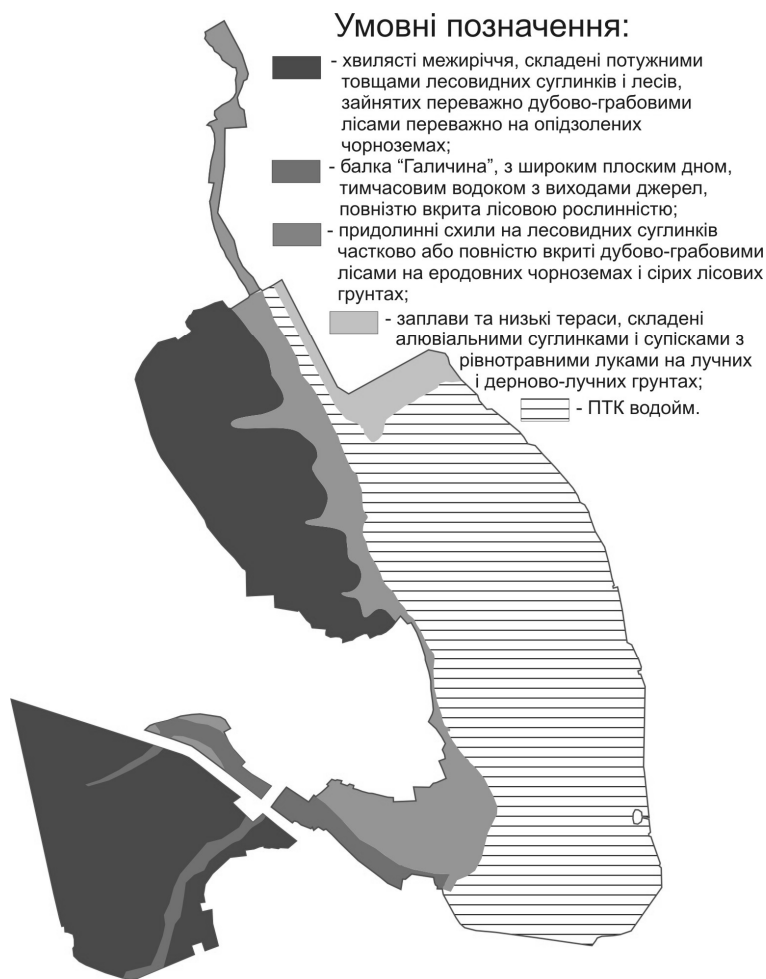 Умовні позначення:
- хвилясті межиріччя, складені потужними
товщами лесовидних суглинків і лесів,
зайнятих переважно дубово-грабовими
лісами переважно на опідзолених
чорноземах;
- балка “Галичина”, з широким плоским дном,
тимчасовим водоком з виходами джерел,
повнізтю вкрита лісовою рослинністю;
- придолинні схили на лесовидних суглинків
частково або повністю вкриті дубово-грабовими
лісами на еродовних чорноземах і сірих лісових
грунтах;
- заплави та низькі тераси, складені
алювіальними суглинками і супісками з
рівнотравними луками на лучних
і дерново-лучних грунтах;
- ПТК водойм.